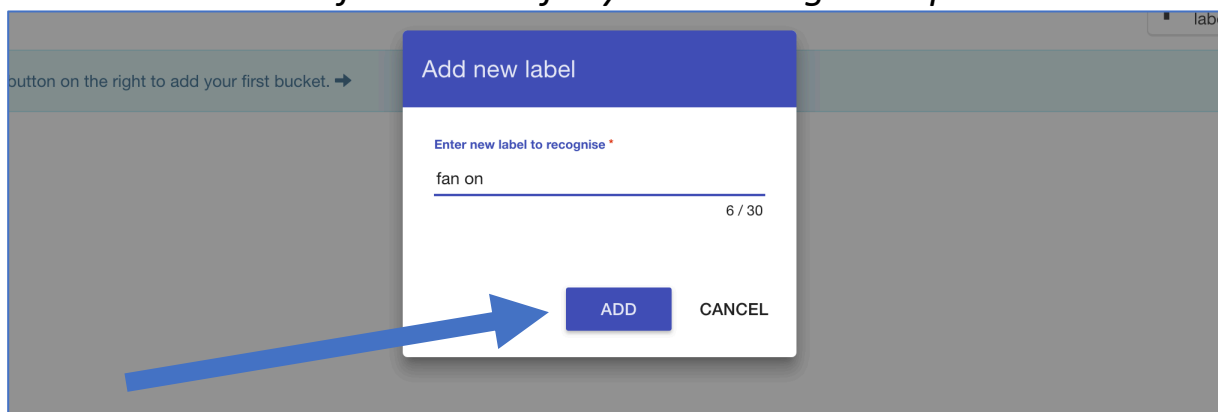 labe
Add new label
button on the right to add your first bucket. ➡
Enter new label to recognise *
fan on
6 / 30
ADD CANCEL